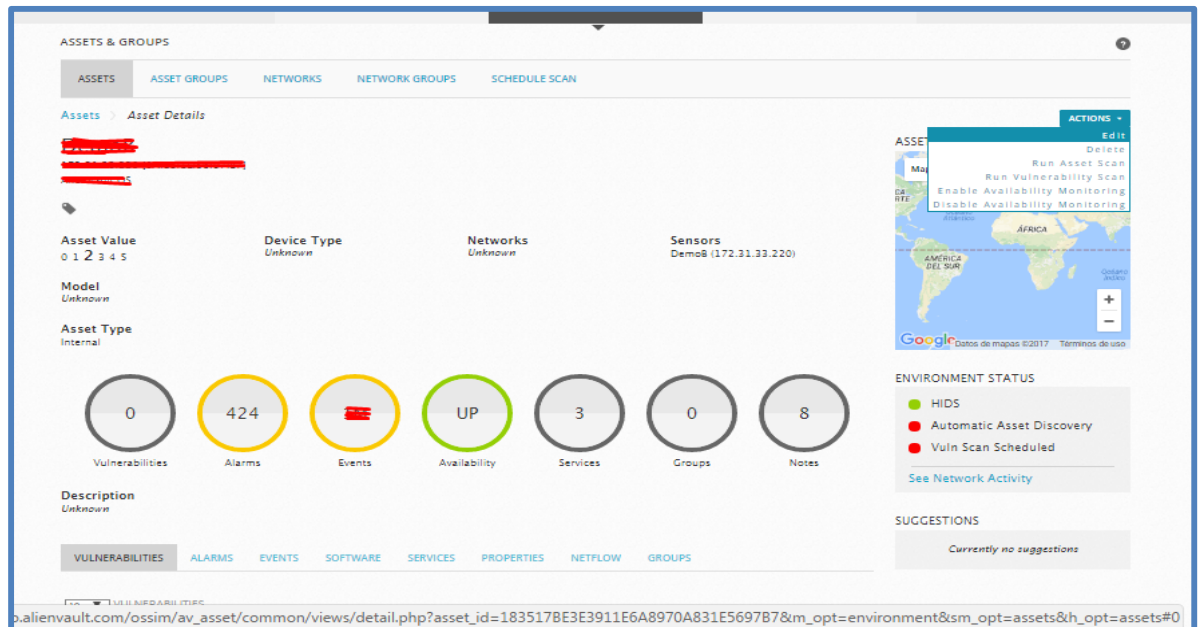 ASSETS & GROUPS
?
ASSETS ASSET GROUPS NETWORKS NETWORK GROUPS SCHEDULE SCAN
Assets Asset Details
ACTIONS
Edit
Delete
Run Asset Scan
Run Vulnerability Scan
Enable Availability Monitoring
Disable Availability Monitoring
ASSET
Map
ÁFRICA
AMÉRICA
DEL SUR
Océano
Índico
+
−
Google Datos de mapas ©2017 Términos de uso
Asset Value
0 1 2 3 4 5
Device Type
Unknown
Networks
Unknown
Sensors
DemoB (172.31.33.220)
Model
Unknown
Asset Type
Internal
0
Vulnerabilities
424
Alarms
Events
UP
Availability
3
Services
0
Groups
8
Notes
Description
Unknown
ENVIRONMENT STATUS
HIDS
Automatic Asset Discovery
Vuln Scan Scheduled
See Network Activity
SUGGESTIONS
Currently no suggestions
VULNERABILITIES ALARMS EVENTS SOFTWARE SERVICES PROPERTIES NETFLOW GROUPS
VULNERABILITIES
o.alienvault.com/ossim/av_asset/common/views/detail.php?asset_id=183517BE3E3911E6A8970A831E5697B7&m_opt=environment&sm_opt=assets&h_opt=assets#0